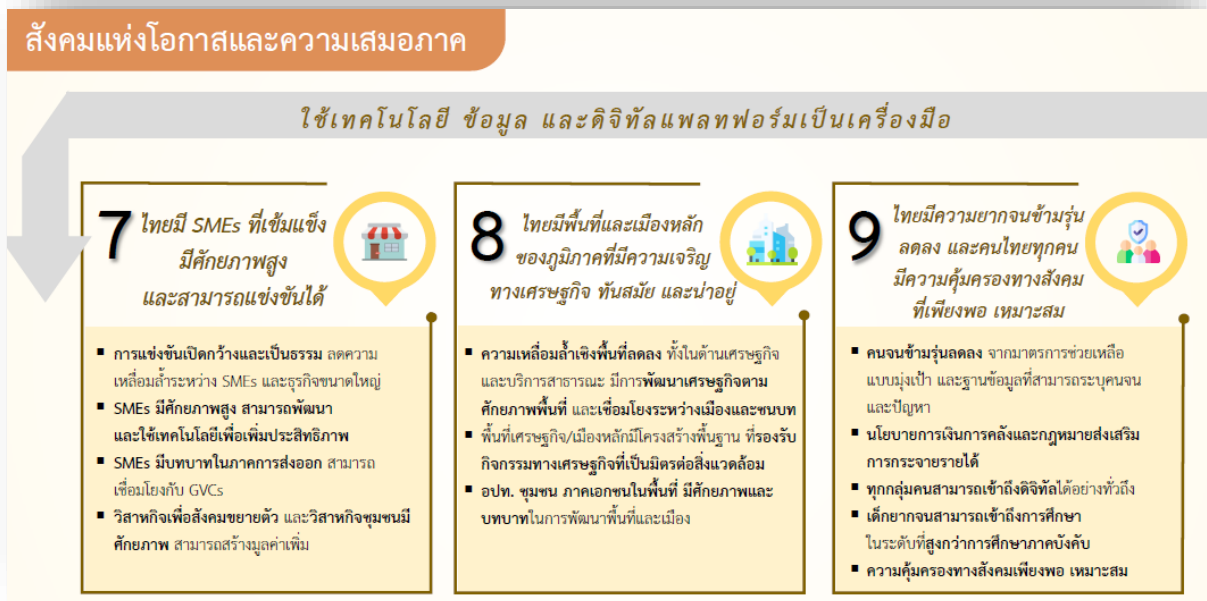 สังคมแห่งโอกาสและความเสมอภาค
ใช้เทคโนโลยี ข้อมูล และดิจิทัลแพลทฟอร์มเป็นเครื่องมือ
7 ไทยมี SMEs ที่เข้มแข็ง
มีศักยภาพสูง
และสามารถแข่งขันได้
▪ การแข่งขันเปิดกว้างและเป็นธรรม ลดความ
เหลื่อมล้ำระหว่าง SMEs และธุรกิจขนาดใหญ่
▪ SMEs มีศักยภาพสูง สามารถพัฒนา
และใช้เทคโนโลยีเพื่อเพิ่มประสิทธิภาพ
▪ SMEs มีบทบาทในภาคการส่งออก สามารถ
เชื่อมโยงกับ GVCs
▪ วิสาหกิจเพื่อสังคมขยายตัว และวิสาหกิจชุมชนมี
ศักยภาพ สามารถสร้างมูลค่าเพิ่ม
8 ไทยมีพื้นที่และเมืองหลัก
ของภูมิภาคที่มีความเจริญ
ทางเศรษฐกิจ ทันสมัย และน่าอยู่
▪ ความเหลื่อมล้ำเชิงพื้นที่ลดลง ทั้งในด้านเศรษฐกิจ
และบริการสาธารณะ มีการพัฒนาเศรษฐกิจตาม
ศักยภาพพื้นที่ และเชื่อมโยงระหว่างเมืองและชนบท
▪ พื้นที่เศรษฐกิจ/เมืองหลักมีโครงสร้างพื้นฐาน ที่รองรับ
กิจกรรมทางเศรษฐกิจที่เป็นมิตรต่อสิ่งแวดล้อม
▪ อปท. ชุมชน ภาคเอกชนในพื้นที่ มีศักยภาพและ
บทบาทในการพัฒนาพื้นที่และเมือง
9 ไทยมีความยากจนข้ามรุ่น
ลดลง และคนไทยทุกคน
มีความคุ้มครองทางสังคม
ที่เพียงพอ เหมาะสม
▪ คนจนข้ามรุ่นลดลง จากมาตรการช่วยเหลือ
แบบมุ่งเป้า และฐานข้อมูลที่สามารถระบุคนจน
และปัญหา
▪ นโยบายการเงินการคลังและกฎหมายส่งเสริม
การกระจายรายได้
▪ ทุกกลุ่มคนสามารถเข้าถึงดิจิทัลได้อย่างทั่วถึง
▪ เด็กยากจนสามารถเข้าถึงการศึกษา
ในระดับที่สูงกว่าการศึกษาภาคบังคับ
▪ ความคุ้มครองทางสังคมเพียงพอ เหมาะสม